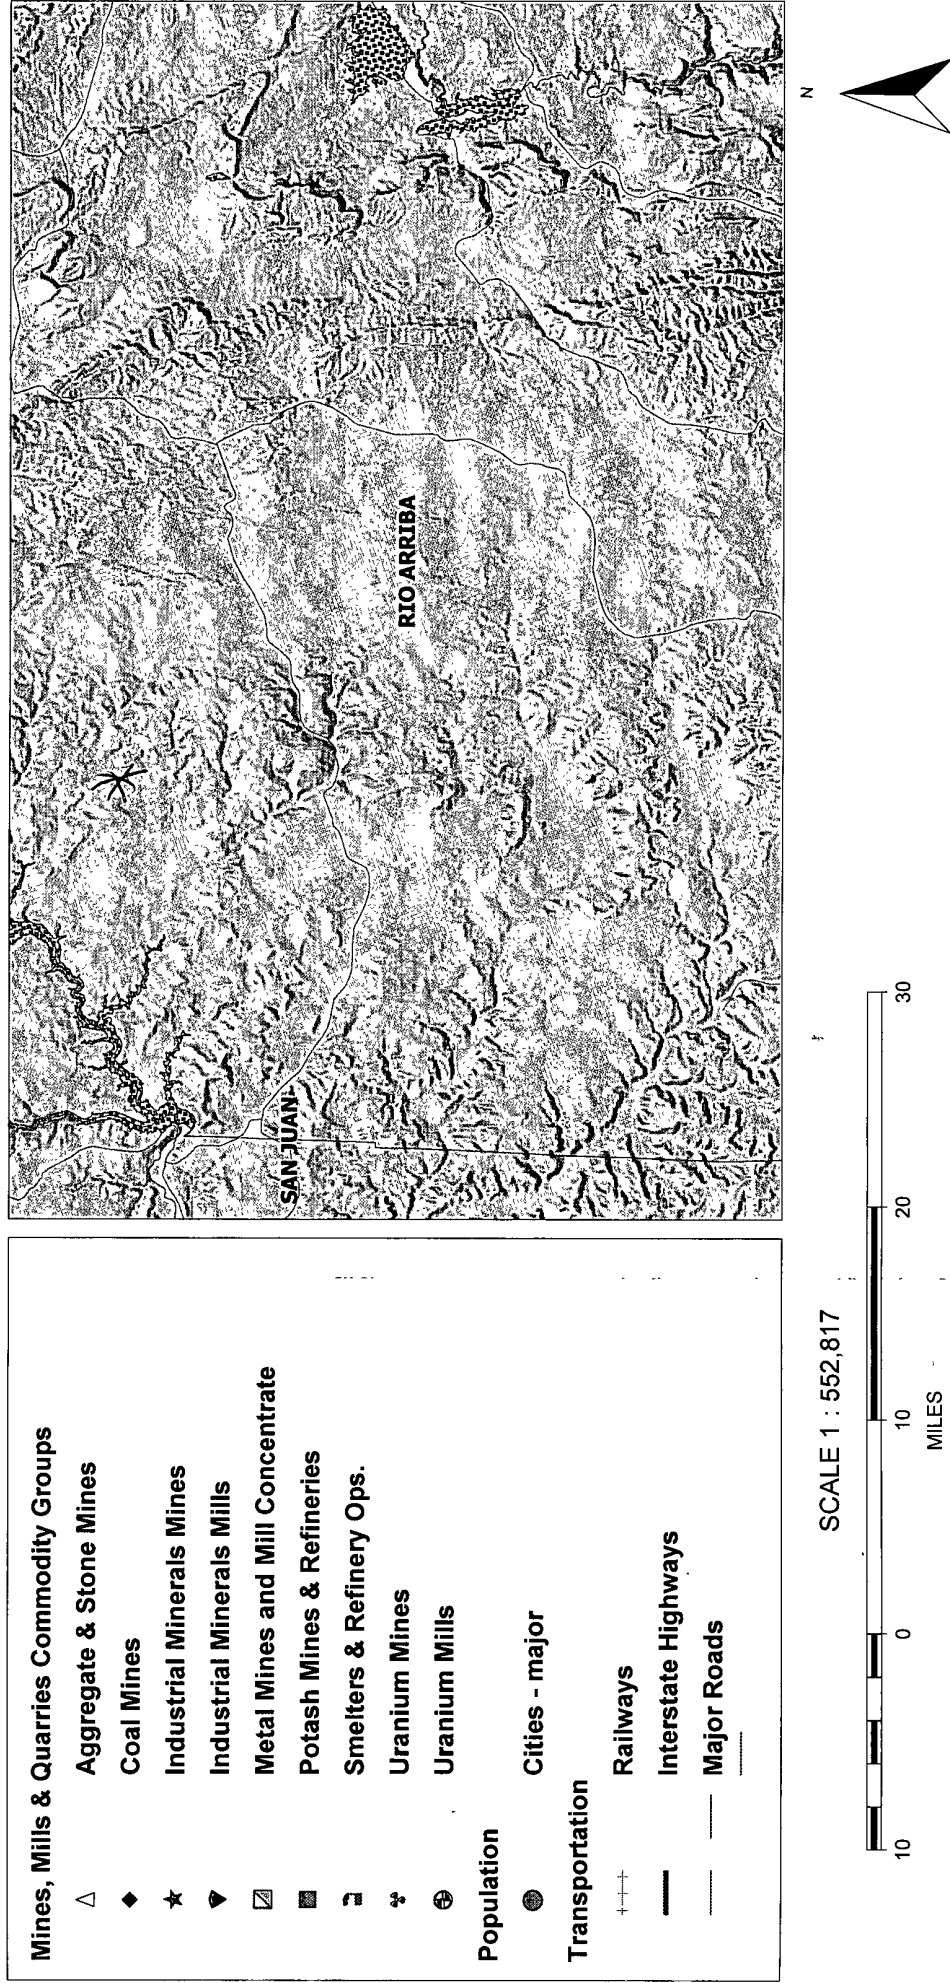 Mines, Mills & Quarries Commodity Groups
Aggregate & Stone Mines
Coal Mines
Industrial Minerals Mines
Industrial Minerals Mills
Metal Mines and Mill Concentrate
Potash Mines & Refineries
Smelters & Refinery Ops.
Uranium Mines
Uranium Mills
Population
Cities - major
Transportation
Railways
Interstate Highways
Major Roads
SAN JUAN
RIO ARRIBA
N
SCALE 1 : 552,817
10 0 10 20 30
MILES